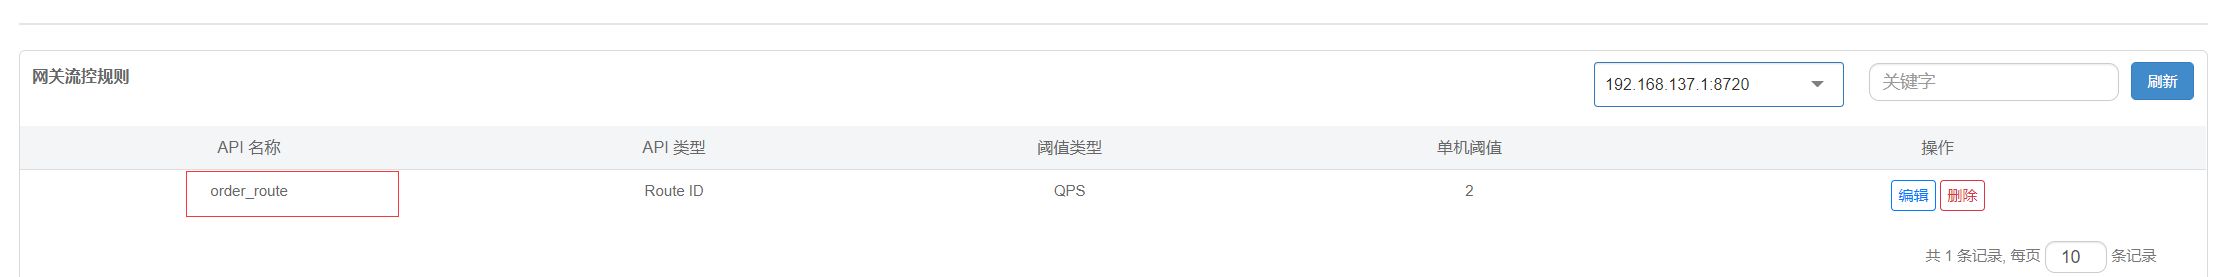 网关流控规则
192.168.137.1:8720
关键字
刷新
API 名称 API 类型 阈值类型 单机阈值 操作
order_route Route ID QPS 2 编辑 删除
共 1 条记录, 每页 10 条记录